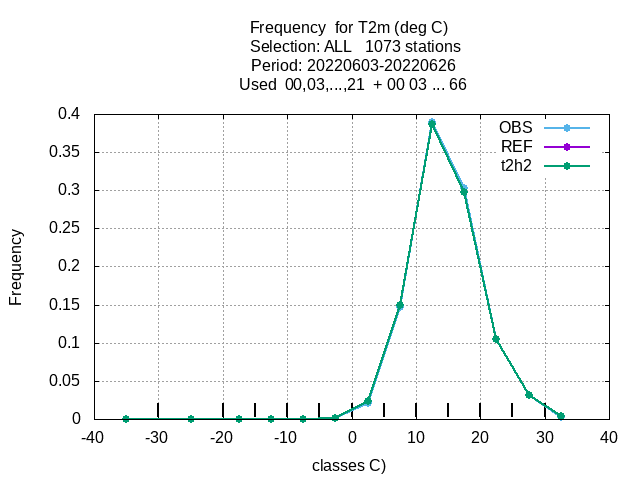 Frequency  for T2m (deg C)
Selection: ALL   1073 stations
Period: 20220603-20220626
Used  00,03,...,21  + 00 03 ... 66
OBS
REF
t2h2
0.4
0.35
0.3
0.25
0.2
0.15
0.1
0.05
0
Frequency
-40 -30 -20 -10 0 10 20 30 40
classes C)